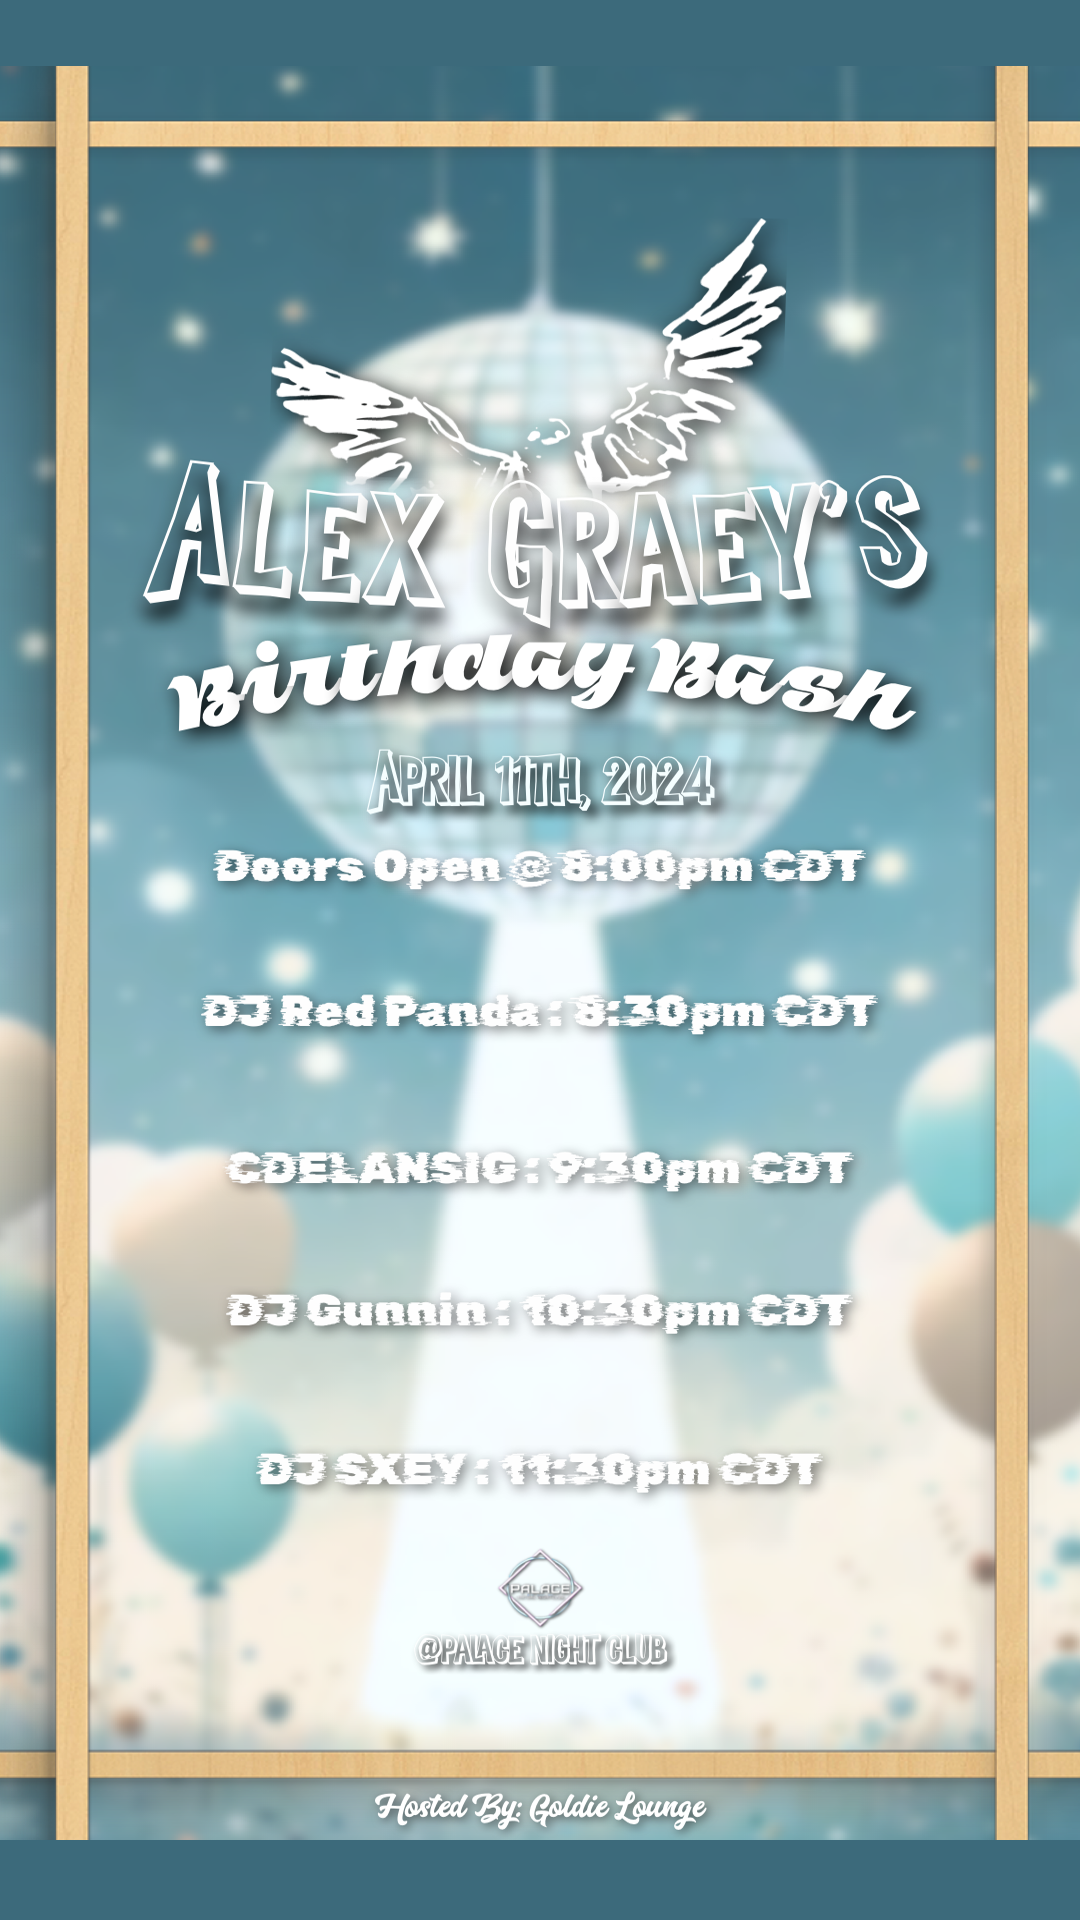 Alex Graey's
Birthday Bash
April 11th, 2024
Doors Open @ 8:00pm CDT
DJ Red Panda : 8:30pm CDT
CDELANSIG : 9:30pm CDT
DJ Gunnin : 10:30pm CDT
DJ SXEY : 11:30pm CDT
PALACE
@Palace Night Club
Hosted By: Goldie Lounge